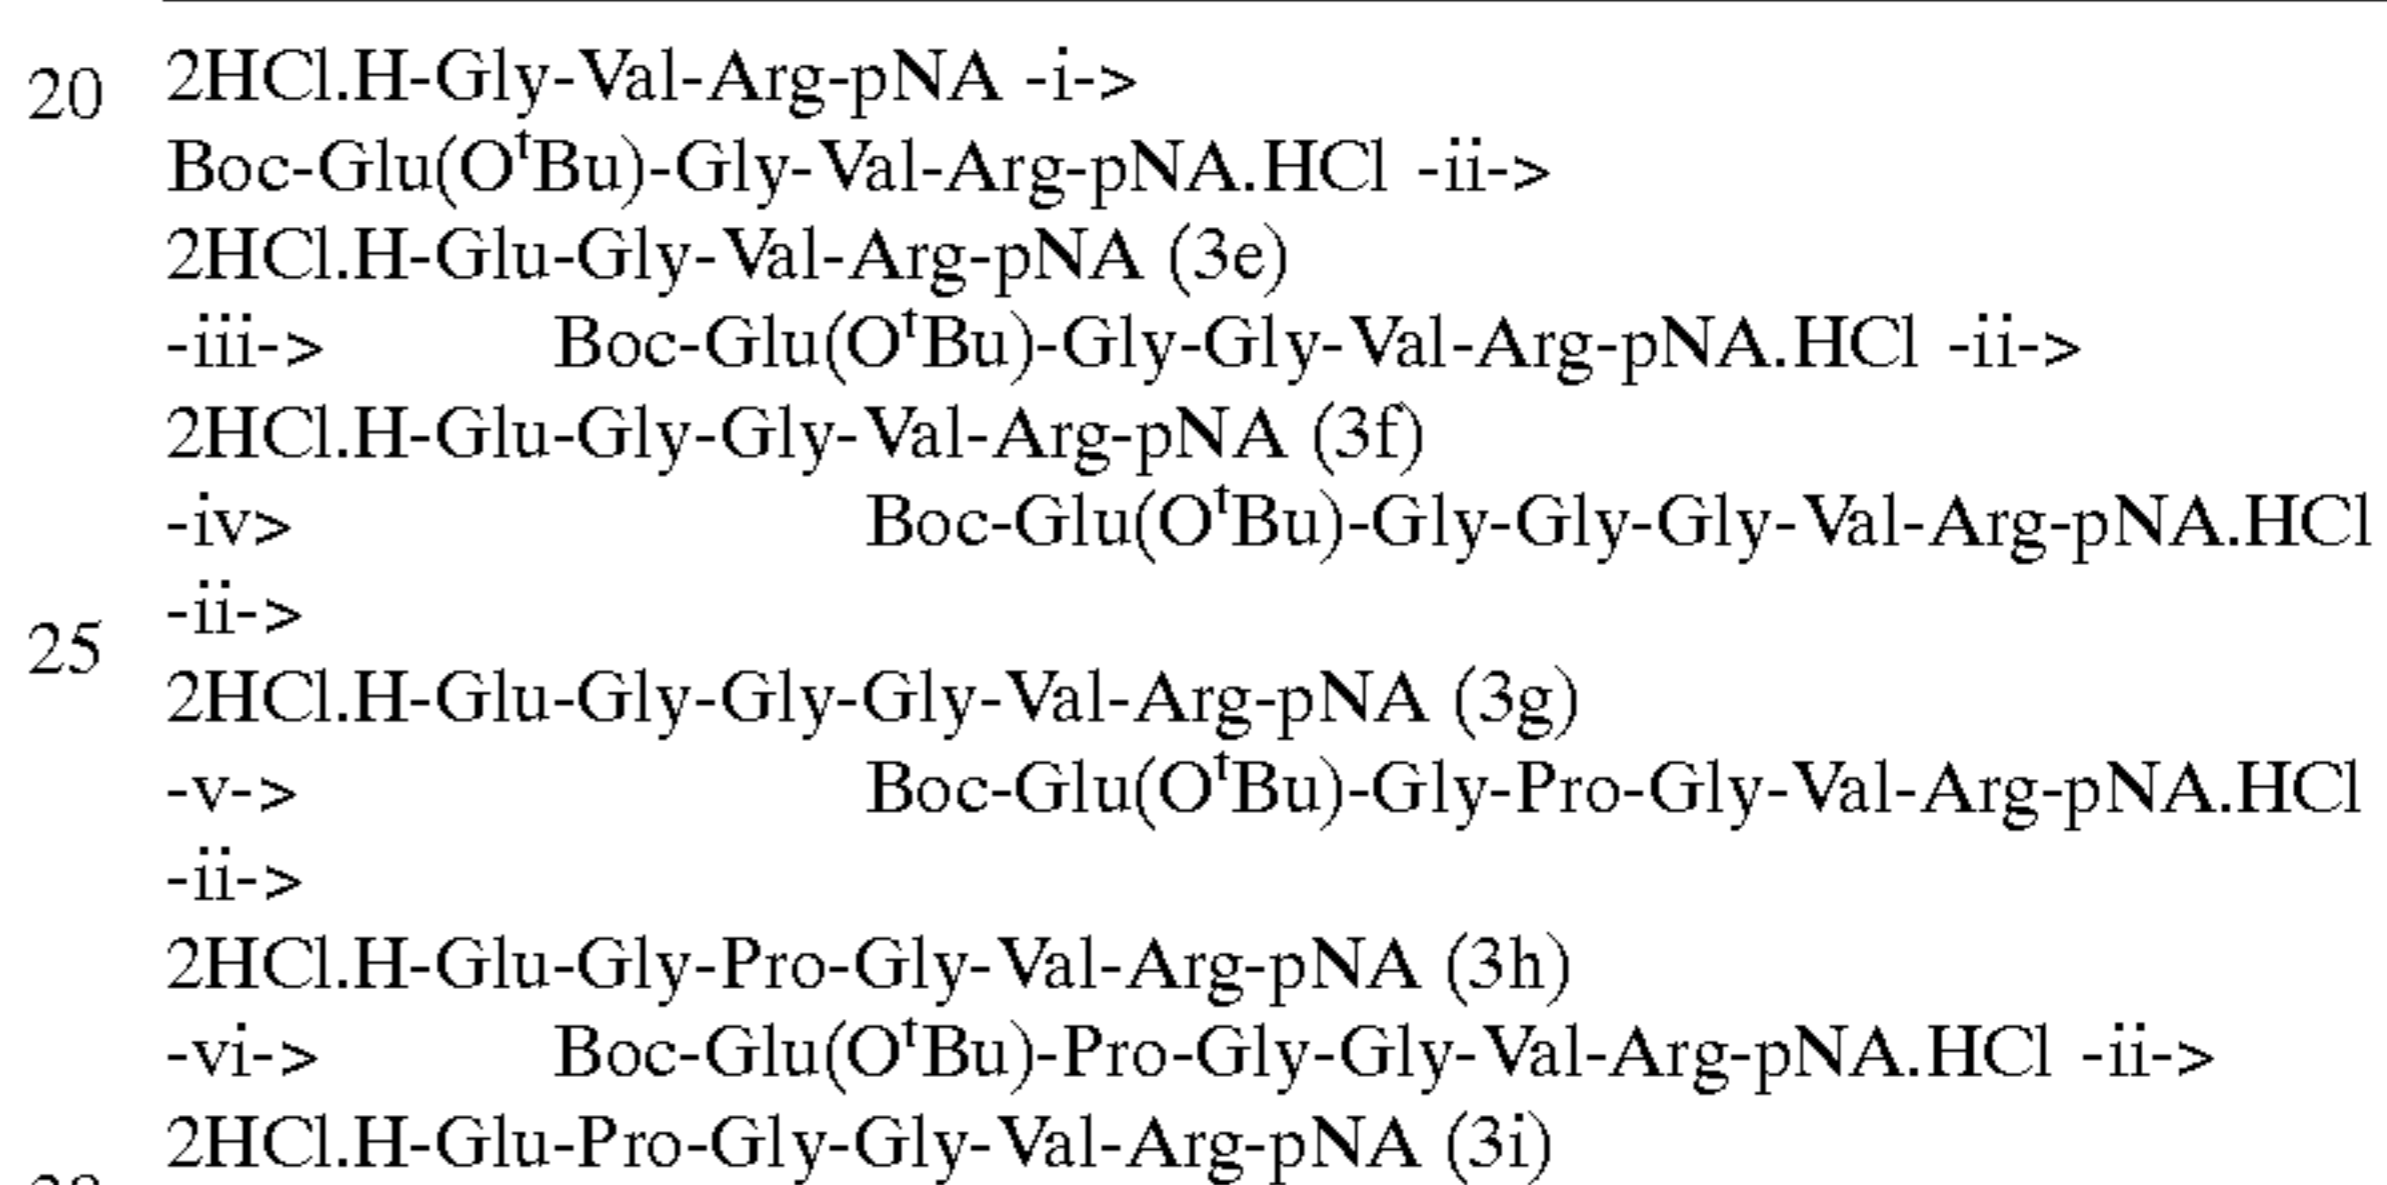 20 2HCl.H-Gly-Val-Arg-pNA -i->
Boc-Glu(OᵗBu)-Gly-Val-Arg-pNA.HCl -ii->
2HCl.H-Glu-Gly-Val-Arg-pNA (3e)
-iii-> Boc-Glu(OᵗBu)-Gly-Gly-Val-Arg-pNA.HCl -ii->
2HCl.H-Glu-Gly-Gly-Val-Arg-pNA (3f)
-iv> Boc-Glu(OᵗBu)-Gly-Gly-Gly-Val-Arg-pNA.HCl
-ii->
25
2HCl.H-Glu-Gly-Gly-Gly-Val-Arg-pNA (3g)
-v-> Boc-Glu(OᵗBu)-Gly-Pro-Gly-Val-Arg-pNA.HCl
-ii->
2HCl.H-Glu-Gly-Pro-Gly-Val-Arg-pNA (3h)
-vi-> Boc-Glu(OᵗBu)-Pro-Gly-Gly-Val-Arg-pNA.HCl -ii->
2HCl.H-Glu-Pro-Gly-Gly-Val-Arg-pNA (3i)